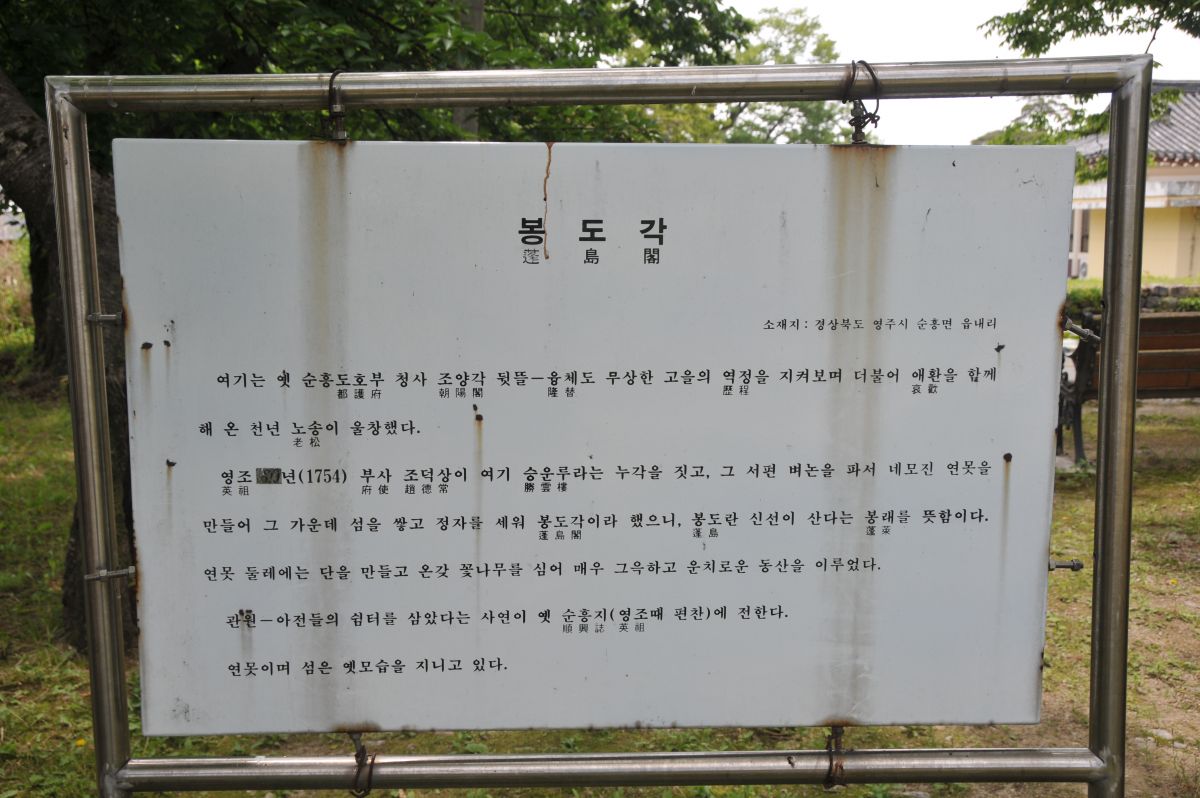 봉 도 각
蓬 島 閣
소재지 : 경상북도 영주시 순흥면 읍내리
여기는 옛 순흥도호부 청사 조양각 뒷뜰－융체도 무상한 고을의 역정을 지켜보며 더불어 애환을 함께
都護府 朝陽閣 隆替 歷程 哀歡
해 온 천년 노송이 울창했다.
老松
영조 년(1754) 부사 조덕상이 여기 승운루라는 누각을 짓고, 그 서편 벼논을 파서 네모진 연못을
英祖 府使 趙德常 勝雲樓
만들어 그 가운데 섬을 쌓고 정자를 세워 봉도각이라 했으니, 봉도란 신선이 산다는 봉래를 뜻함이다.
蓬島閣 蓬島 蓬萊
연못 둘레에는 단을 만들고 온갖 꽃나무를 심어 매우 그윽하고 운치로운 동산을 이루었다.
관원－아전들의 쉼터를 삼았다는 사연이 옛 순흥지(영조때 편찬)에 전한다.
順興誌 英祖
연못이며 섬은 옛모습을 지니고 있다.